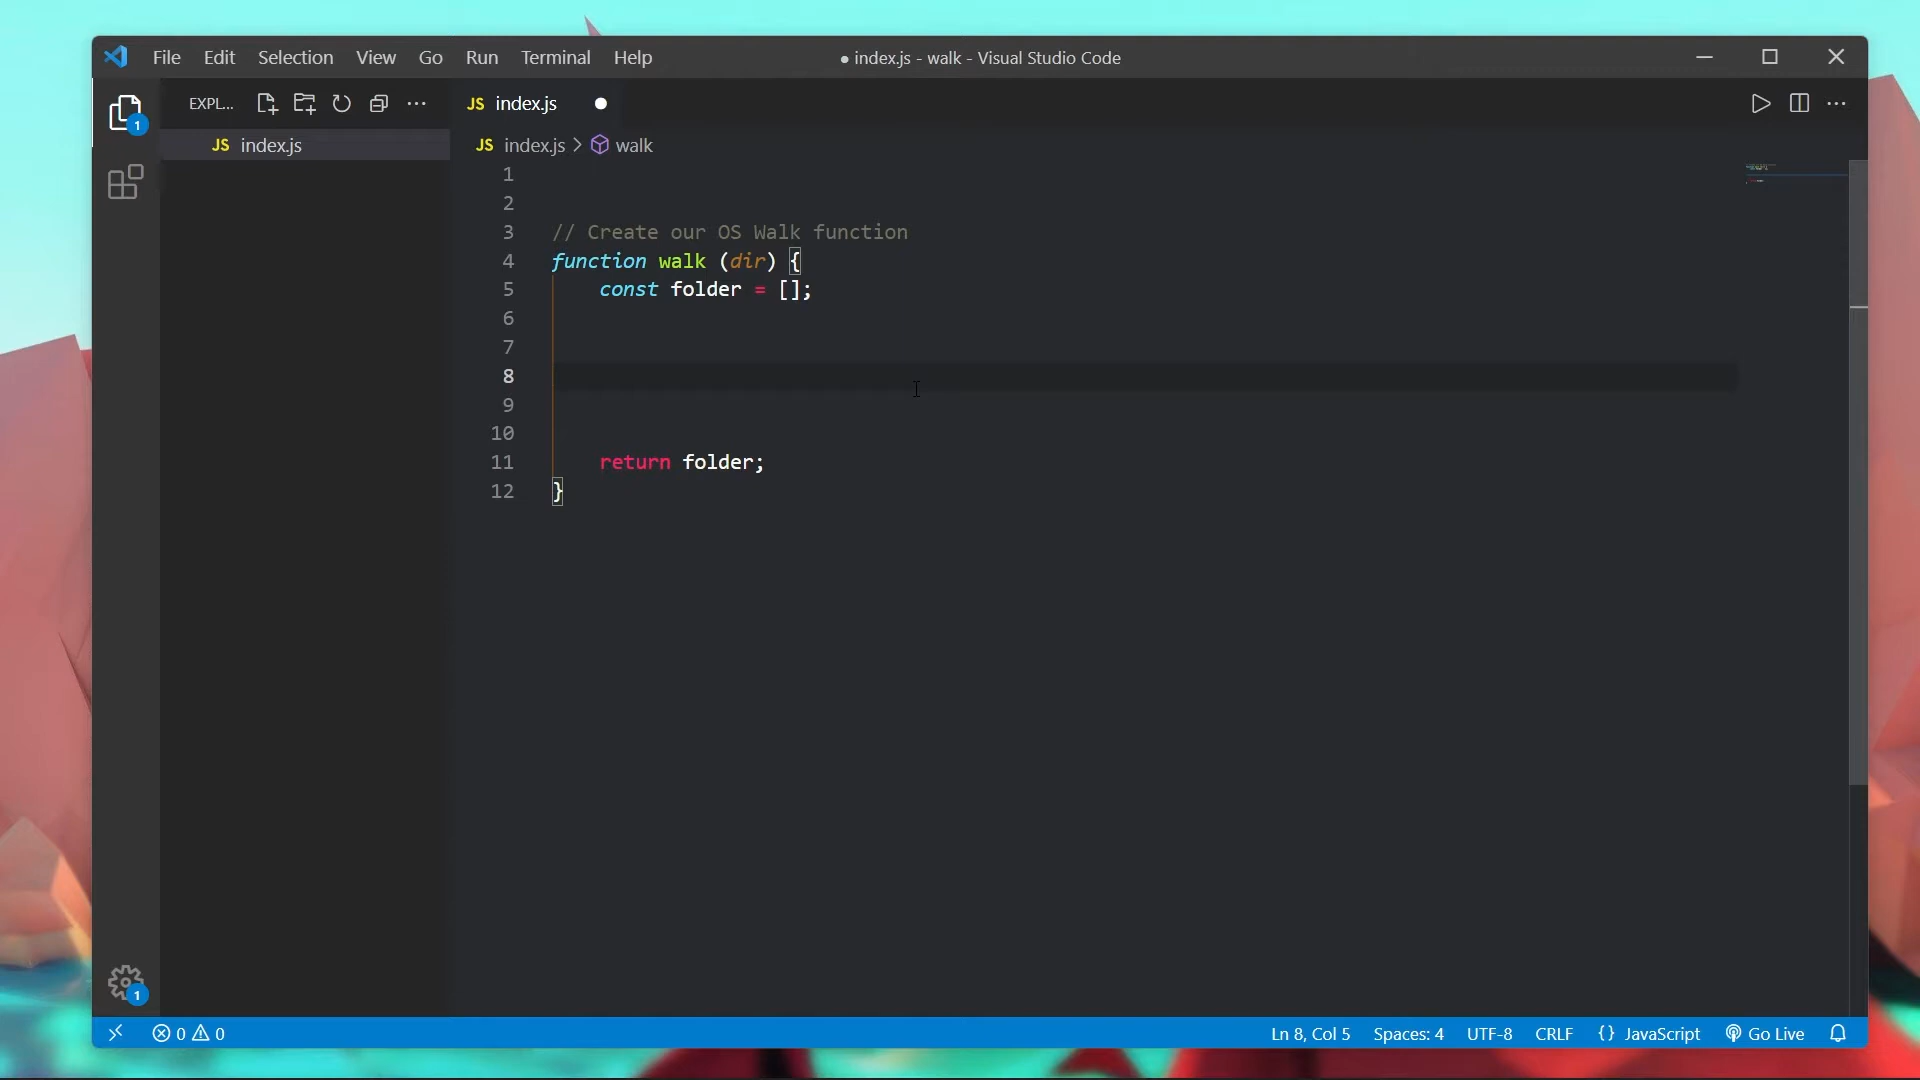 File Edit Selection View Go Run Terminal Help
● index.js - walk - Visual Studio Code
EXPL...
JS index.js
JS index.js
JS index.js > walk
1
2
3 // Create our OS Walk function
4 function walk (dir) {
5 const folder = [];
6
7
8
9
10
11 return folder;
12 }
1
1
0 0
Ln 8, Col 5 Spaces: 4 UTF-8 CRLF {} JavaScript Go Live